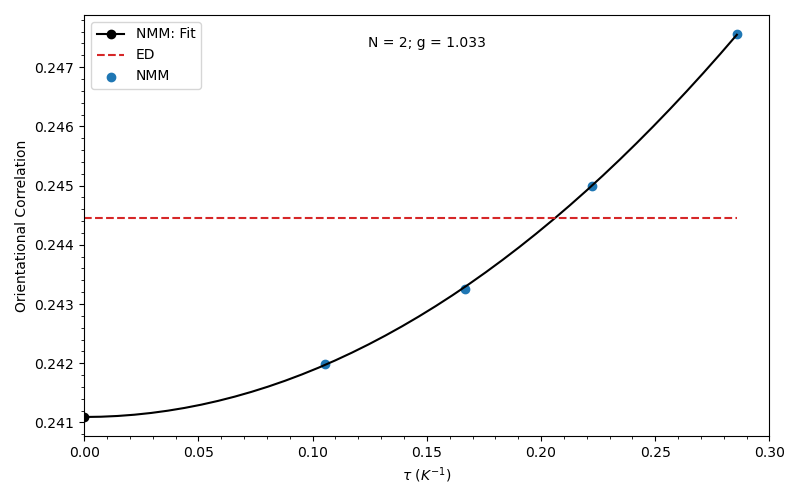 NMM: Fit
ED
NMM
N = 2; g = 1.033
Orientational Correlation
0.247
0.246
0.245
0.244
0.243
0.242
0.241
0.00 0.05 0.10 0.15 0.20 0.25 0.30
τ (K⁻¹)